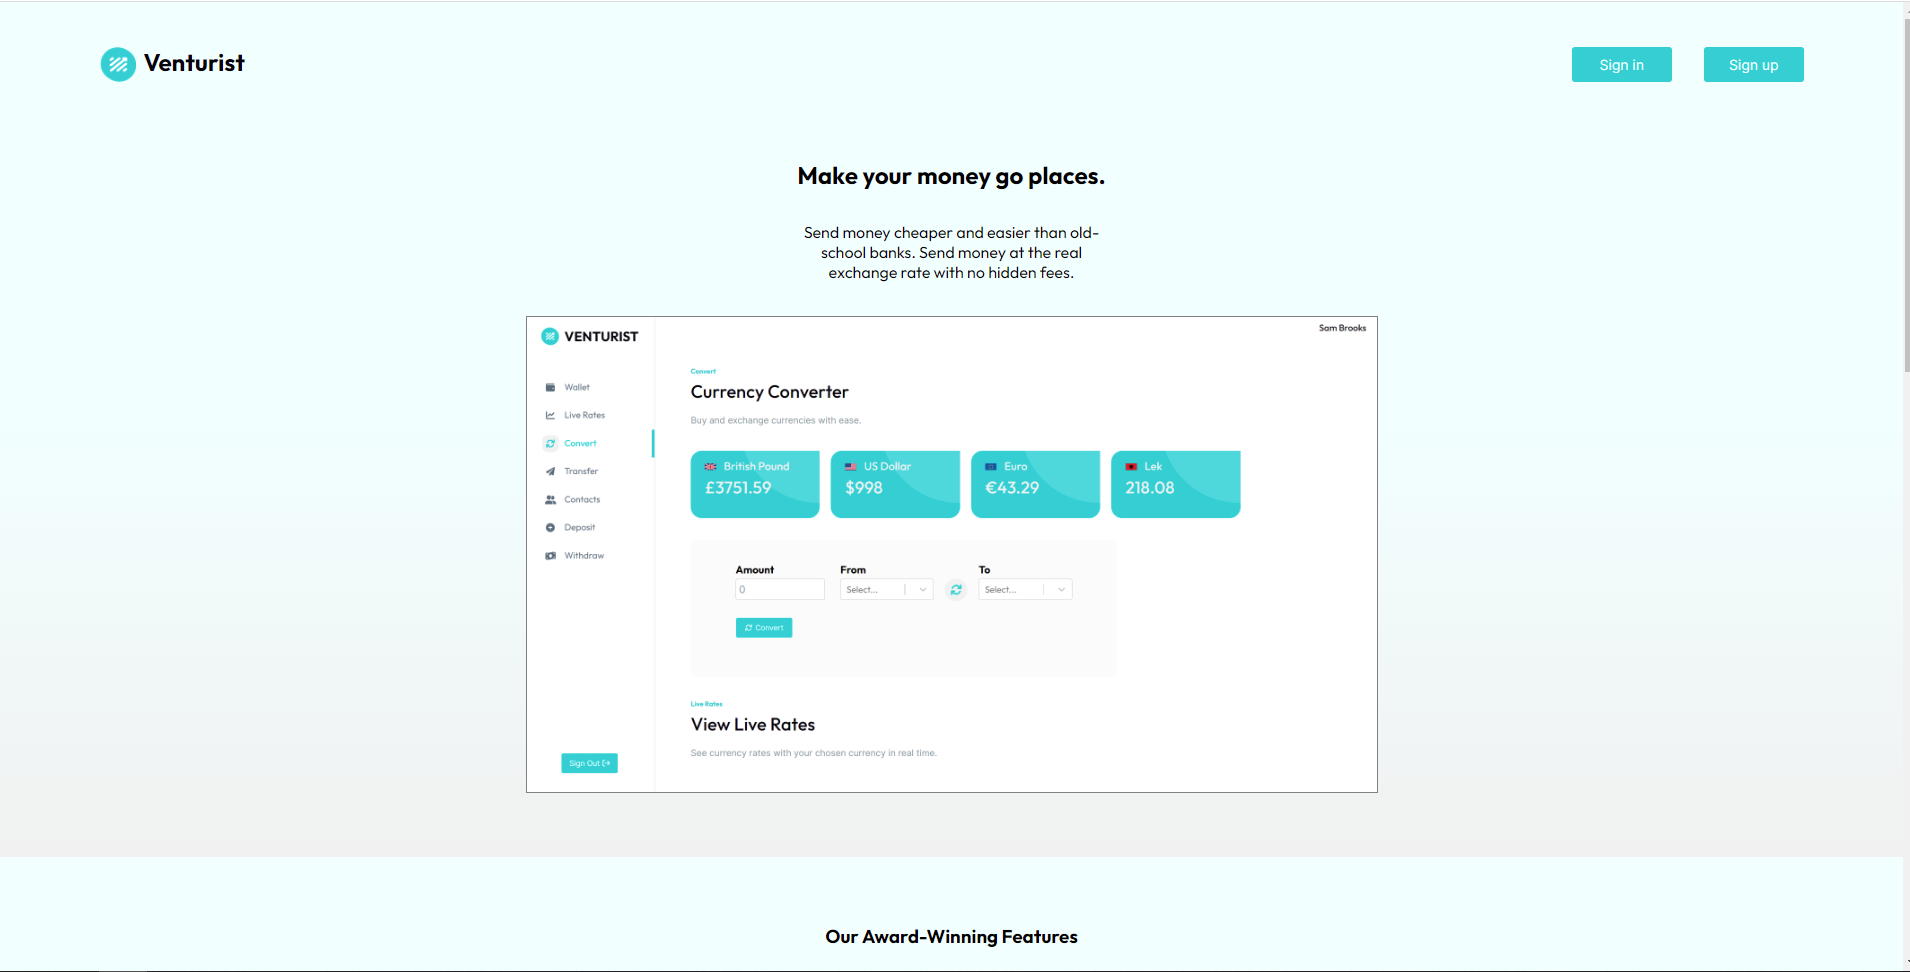 Venturist
Sign in
Sign up
Make your money go places.
Send money cheaper and easier than old-
school banks. Send money at the real
exchange rate with no hidden fees.
VENTURIST
Sam Brooks
Wallet
Live Rates
Convert
Transfer
Contacts
Deposit
Withdraw
Sign Out
Convert
Currency Converter
Buy and exchange currencies with ease.
British Pound
£3751.59
US Dollar
$998
Euro
€43.29
Lek
218.08
Amount
0
From
Select...
To
Select...
Convert
Live Rates
View Live Rates
See currency rates with your chosen currency in real time.
Our Award-Winning Features